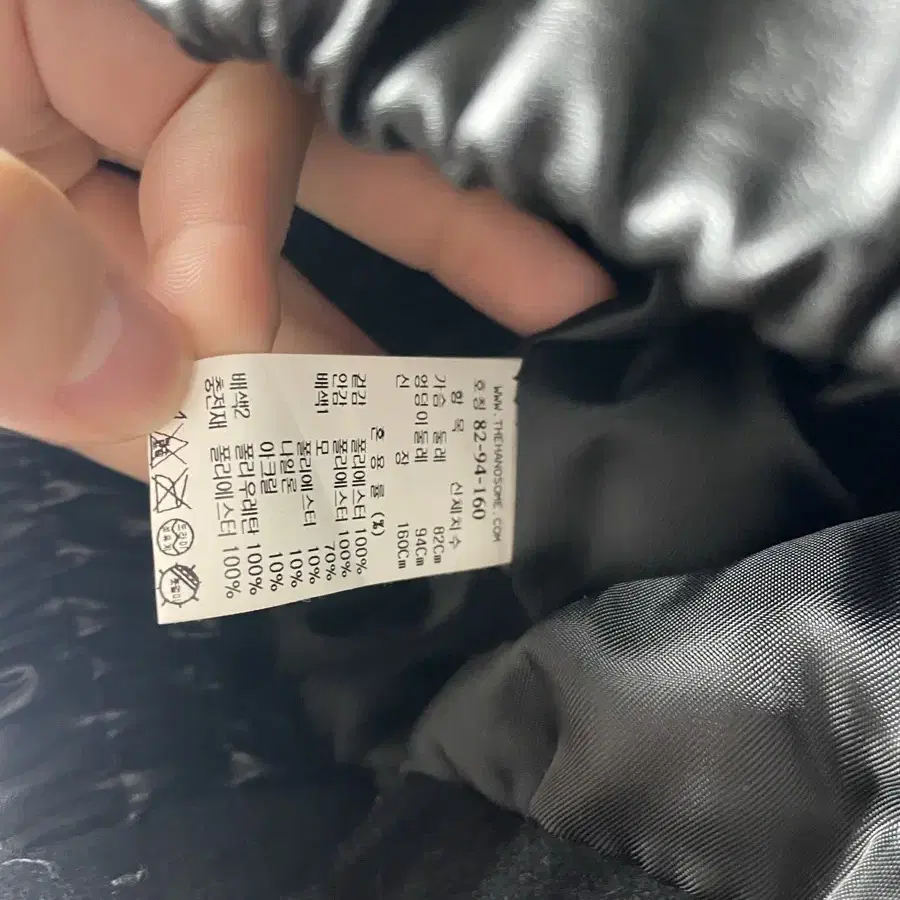 WWW.THEHANDSOME.COM
호칭 82-94-160
항 목 신체치수
가슴 둘레 82Cm
엉덩이둘레 94Cm
신 장 160Cm
혼 용 율 (%)
겉감 폴리에스터 100%
안감 폴리에스터 100%
배색1 모 70%
폴리에스터 10%
나일론 10%
아크릴 10%
배색2 폴리우레탄 100%
충전재 폴리에스터 100%
드라이